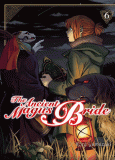 6
The Ancient
Magus'
Bride